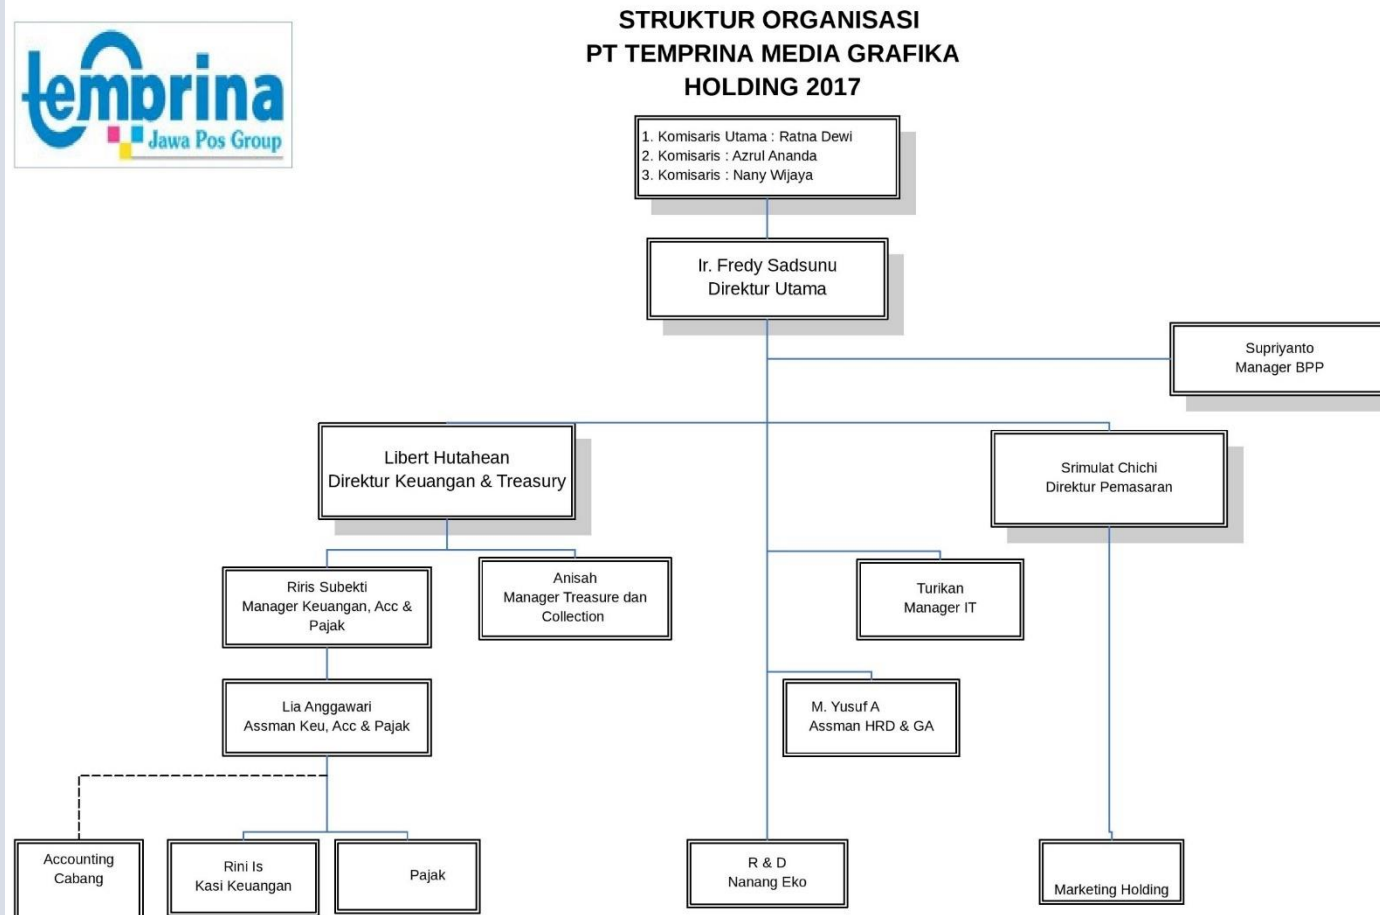 temprina
Jawa Pos Group
STRUKTUR ORGANISASI
PT TEMPRINA MEDIA GRAFIKA
HOLDING 2017
1. Komisaris Utama : Ratna Dewi
2. Komisaris : Azrul Ananda
3. Komisaris : Nany Wijaya
Ir. Fredy Sadsunu
Direktur Utama
Supriyanto
Manager BPP
Libert Hutahean
Direktur Keuangan & Treasury
Srimulat Chichi
Direktur Pemasaran
Riris Subekti
Manager Keuangan, Acc &
Pajak
Anisah
Manager Treasure dan
Collection
Turikan
Manager IT
Lia Anggawari
Assman Keu, Acc & Pajak
M. Yusuf A
Assman HRD & GA
Accounting
Cabang
Rini Is
Kasi Keuangan
Pajak
R & D
Nanang Eko
Marketing Holding